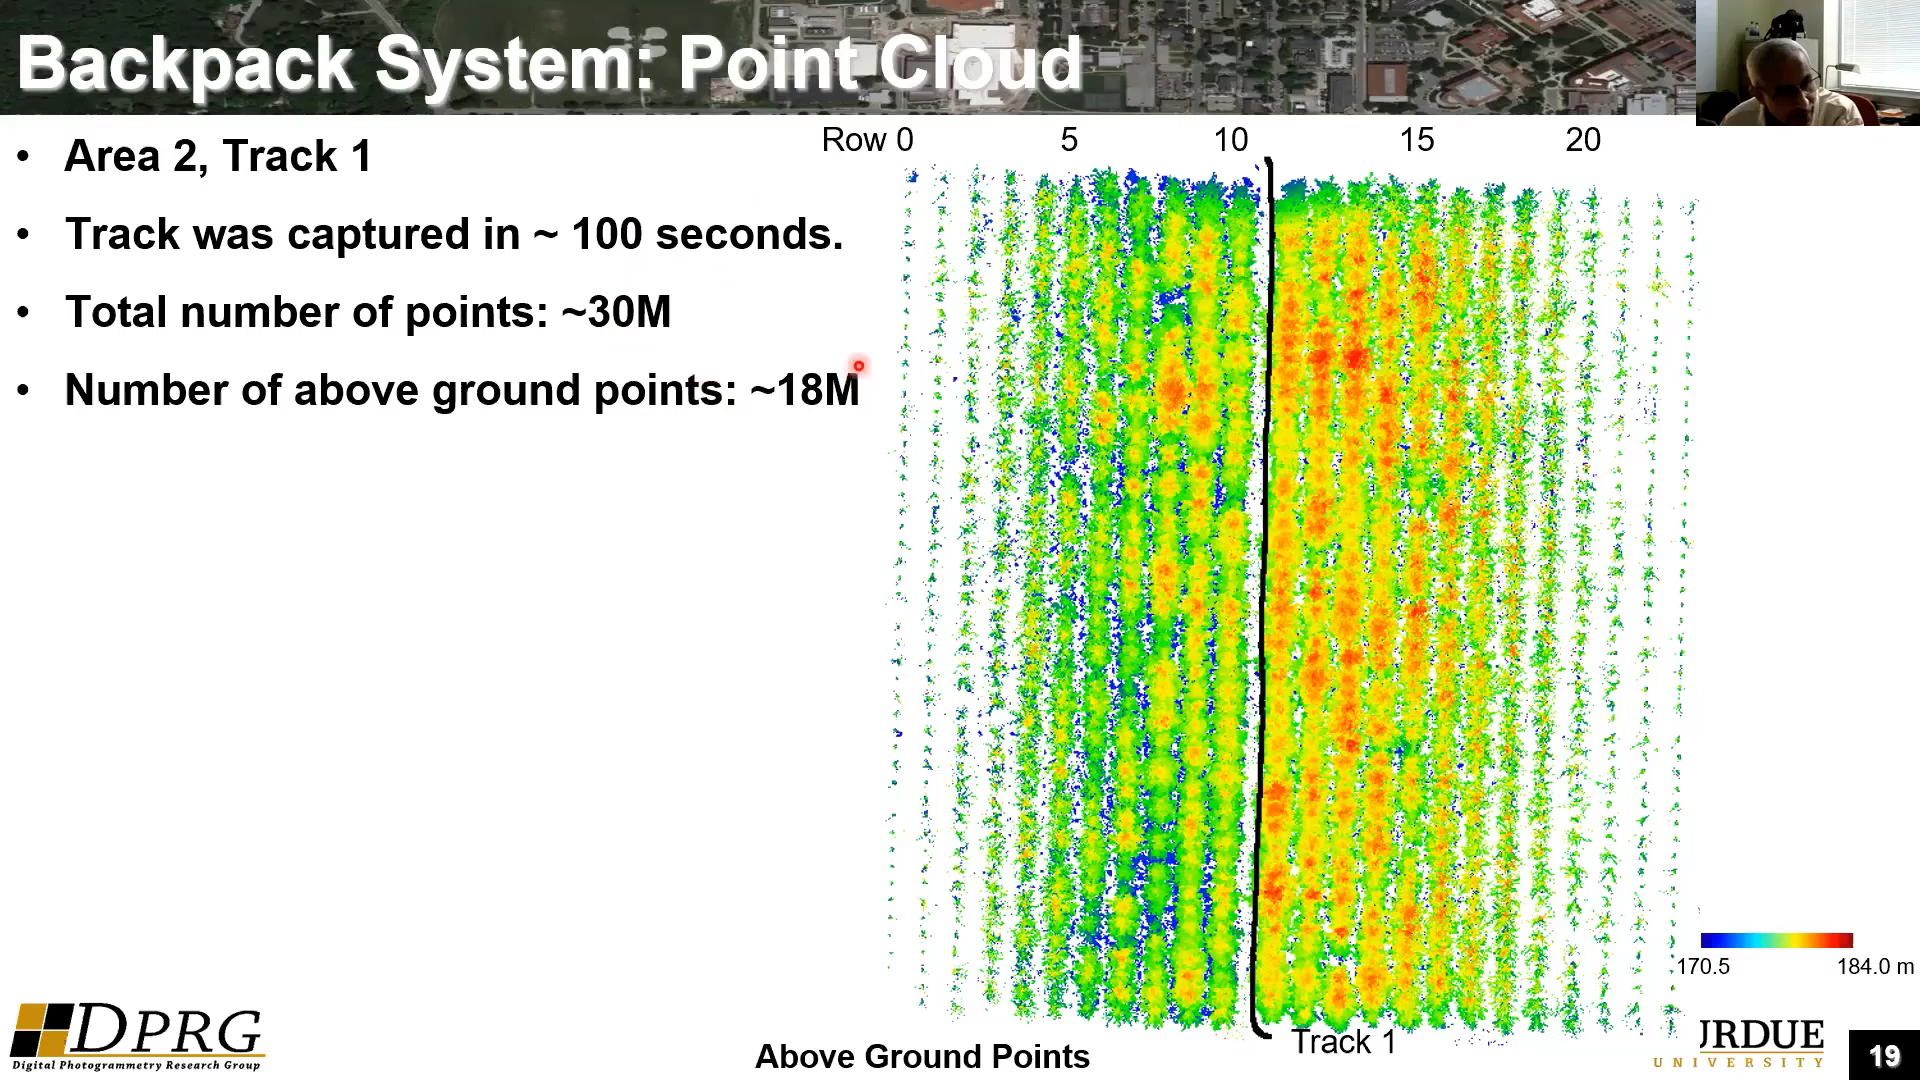 Backpack System: Point Cloud
• Area 2, Track 1
• Track was captured in ~ 100 seconds.
• Total number of points: ~30M
• Number of above ground points: ~18M
Row 0 5 10 15 20
170.5 184.0 m
Track 1
Above Ground Points
DPRG
Digital Photogrammetry Research Group
URDUE
UNIVERSITY
19